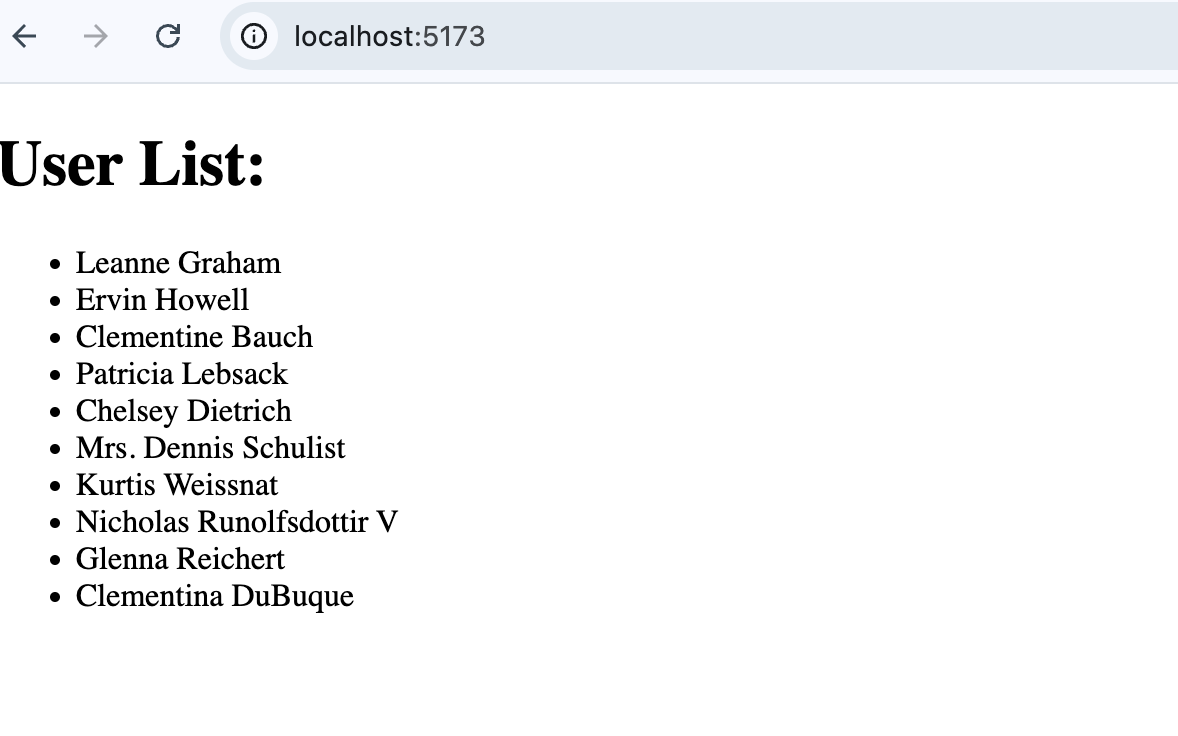 localhost:5173
User List:
Leanne Graham
Ervin Howell
Clementine Bauch
Patricia Lebsack
Chelsey Dietrich
Mrs. Dennis Schulist
Kurtis Weissnat
Nicholas Runolfsdottir V
Glenna Reichert
Clementina DuBuque